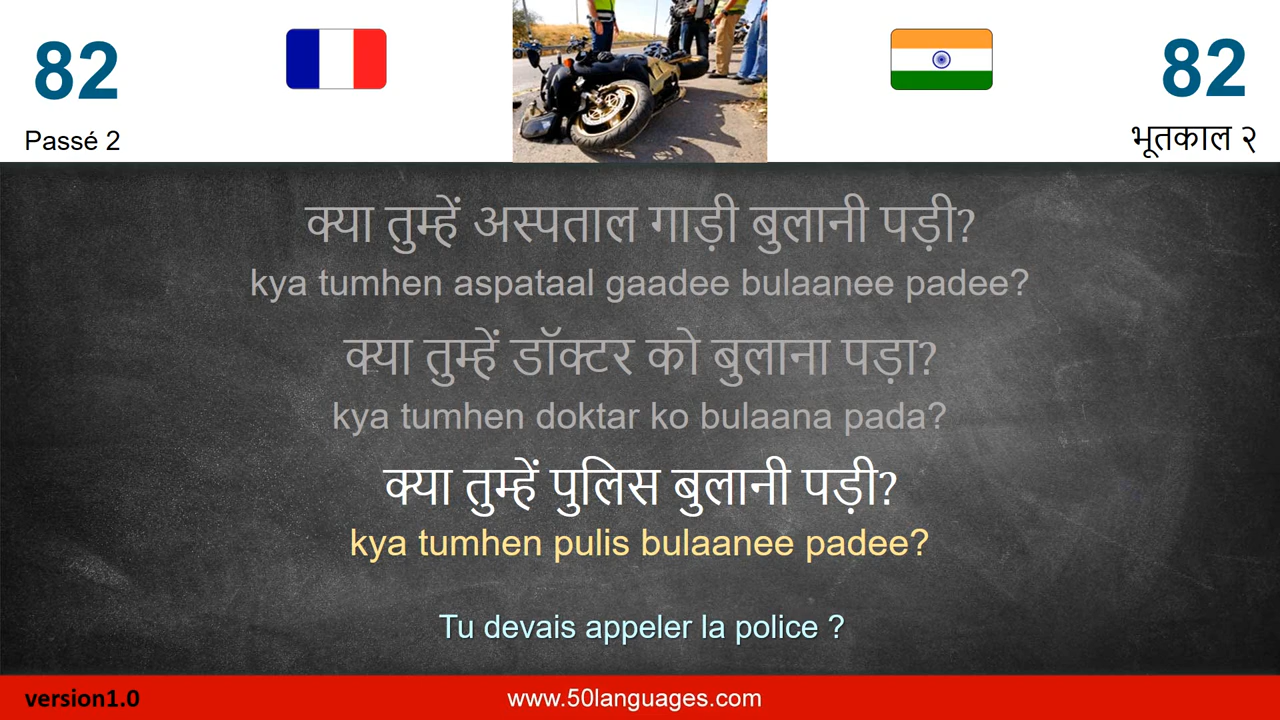 82
82
Passé 2
भूतकाल २
क्या तुम्हें अस्पताल गाड़ी बुलानी पड़ी?
kya tumhen aspataal gaadee bulaanee padee?
क्या तुम्हें डॉक्टर को बुलाना पड़ा?
kya tumhen doktar ko bulaana pada?
क्या तुम्हें पुलिस बुलानी पड़ी?
kya tumhen pulis bulaanee padee?
Tu devais appeler la police ?
version1.0
www.50languages.com